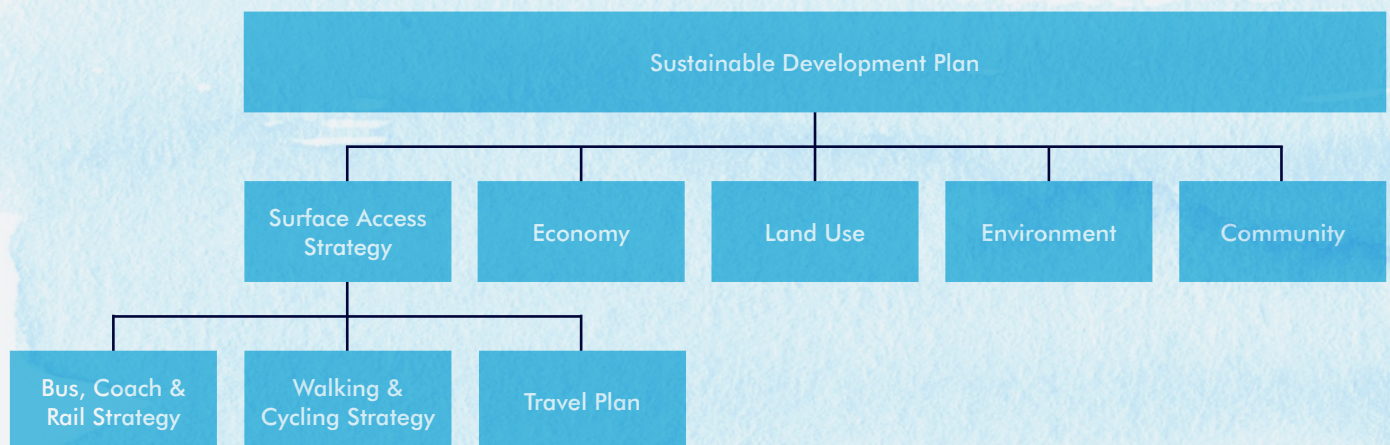 Sustainable Development Plan
Surface Access
Strategy
Economy
Land Use
Environment
Community
Bus, Coach &
Rail Strategy
Walking &
Cycling Strategy
Travel Plan